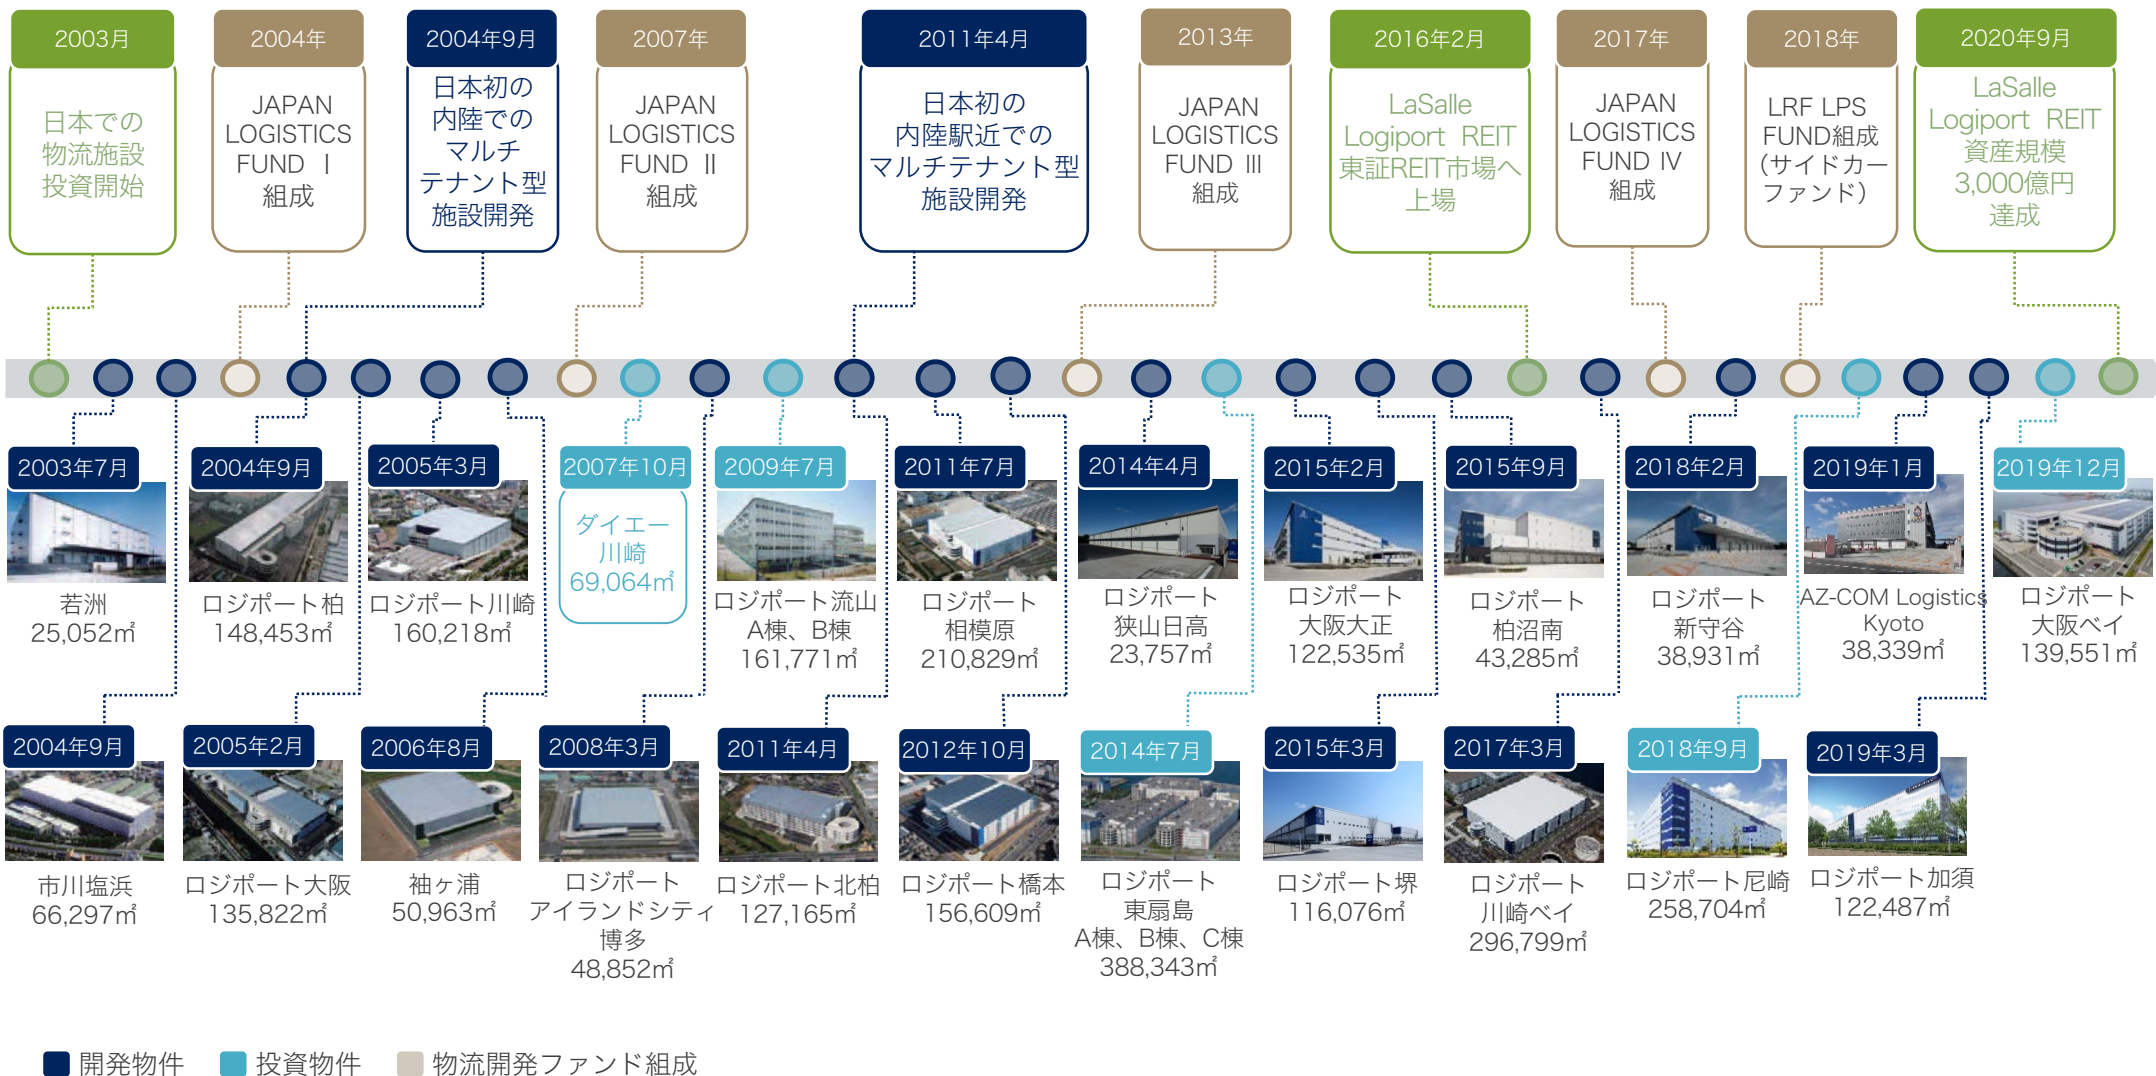 2003月
日本での
物流施設
投資開始
2004年
JAPAN
LOGISTICS
FUND Ⅰ
組成
2004年9月
日本初の
内陸での
マルチ
テナント型
施設開発
2007年
JAPAN
LOGISTICS
FUND Ⅱ
組成
2011年4月
日本初の
内陸駅近での
マルチテナント型
施設開発
2013年
JAPAN
LOGISTICS
FUND Ⅲ
組成
2016年2月
LaSalle
Logiport REIT
東証REIT市場へ
上場
2017年
JAPAN
LOGISTICS
FUND Ⅳ
組成
2018年
LRF LPS
FUND組成
（サイドカー
ファンド）
2020年9月
LaSalle
Logiport REIT
資産規模
3,000億円
達成
2003年7月
若洲
25,052㎡
2004年9月
ロジポート柏
148,453㎡
2005年3月
ロジポート川崎
160,218㎡
2007年10月
ダイエー
川崎
69,064㎡
2009年7月
ロジポート流山
A棟、B棟
161,771㎡
2011年7月
ロジポート
相模原
210,829㎡
2014年4月
ロジポート
狭山日高
23,757㎡
2015年2月
ロジポート
大阪大正
122,535㎡
2015年9月
ロジポート
柏沼南
43,285㎡
2018年2月
ロジポート
新守谷
38,931㎡
2019年1月
AZ-COM Logistics
Kyoto
38,339㎡
2019年12月
ロジポート
大阪ベイ
139,551㎡
2004年9月
市川塩浜
66,297㎡
2005年2月
ロジポート大阪
135,822㎡
2006年8月
袖ヶ浦
50,963㎡
2008年3月
ロジポート
アイランドシティ
博多
48,852㎡
2011年4月
ロジポート北柏
127,165㎡
2012年10月
ロジポート橋本
156,609㎡
2014年7月
ロジポート
東扇島
A棟、B棟、C棟
388,343㎡
2015年3月
ロジポート堺
116,076㎡
2017年3月
ロジポート
川崎ベイ
296,799㎡
2018年9月
ロジポート尼崎
258,704㎡
2019年3月
ロジポート加須
122,487㎡
開発物件
投資物件
物流開発ファンド組成